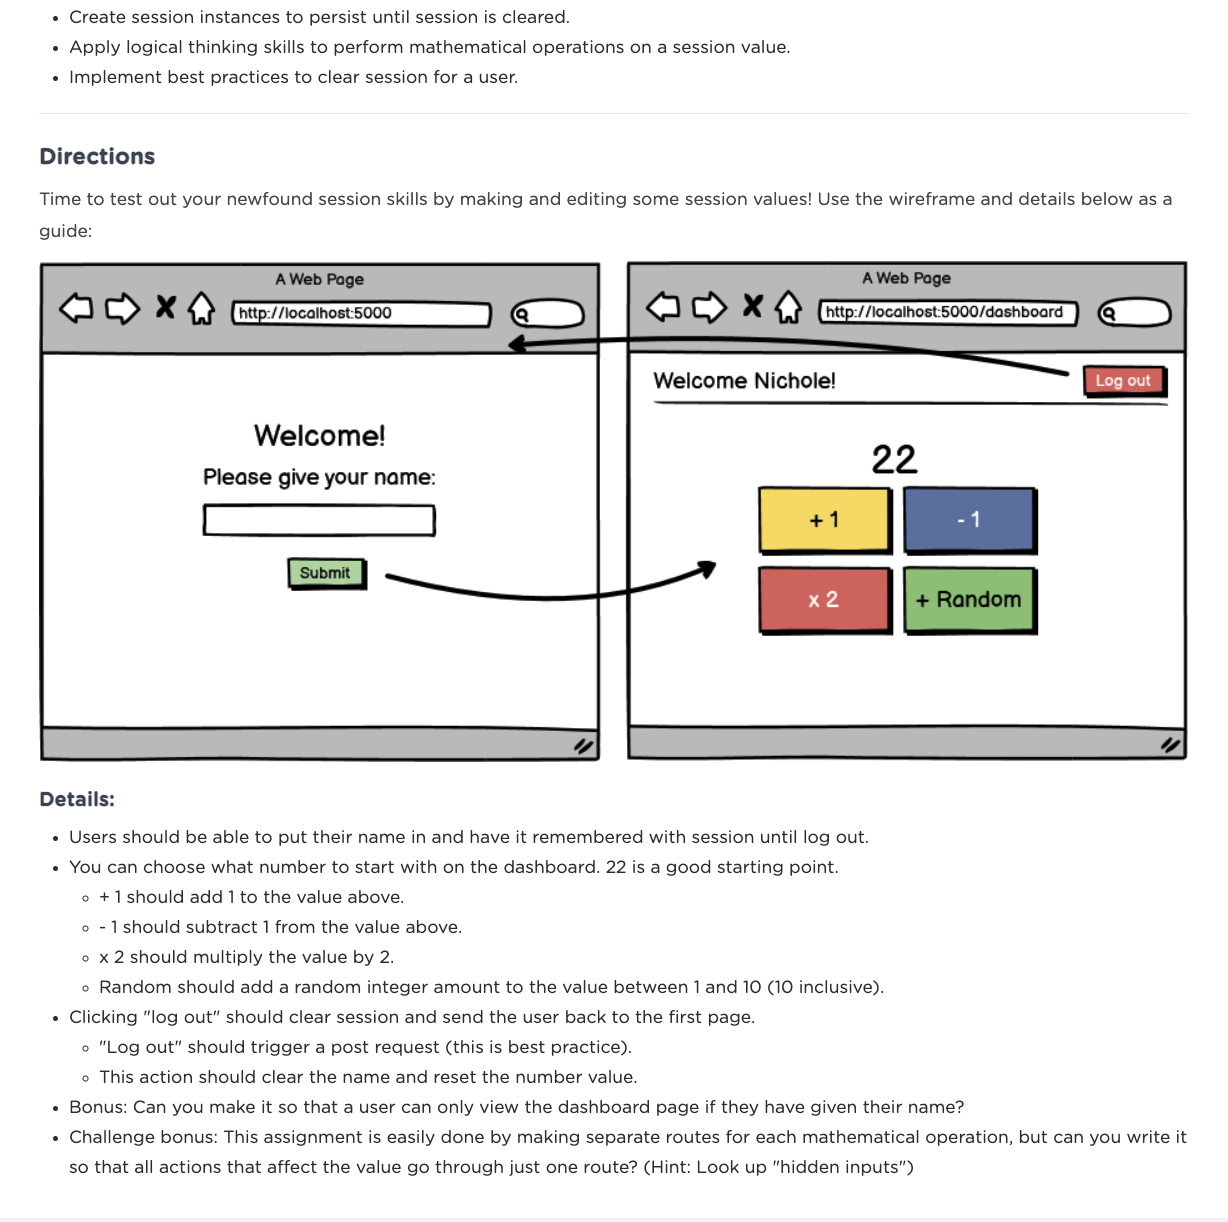 Create session instances to persist until session is cleared.
Apply logical thinking skills to perform mathematical operations on a session value.
Implement best practices to clear session for a user.
Directions
Time to test out your newfound session skills by making and editing some session values! Use the wireframe and details below as a
guide:
A Web Page
http://localhost:5000
Welcome!
Please give your name:
Submit
A Web Page
http://localhost:5000/dashboard
Welcome Nichole!
Log out
22
+ 1
- 1
x 2
+ Random
Details:
Users should be able to put their name in and have it remembered with session until log out.
You can choose what number to start with on the dashboard. 22 is a good starting point.
+ 1 should add 1 to the value above.
- 1 should subtract 1 from the value above.
x 2 should multiply the value by 2.
Random should add a random integer amount to the value between 1 and 10 (10 inclusive).
Clicking "log out" should clear session and send the user back to the first page.
"Log out" should trigger a post request (this is best practice).
This action should clear the name and reset the number value.
Bonus: Can you make it so that a user can only view the dashboard page if they have given their name?
Challenge bonus: This assignment is easily done by making separate routes for each mathematical operation, but can you write it
so that all actions that affect the value go through just one route? (Hint: Look up "hidden inputs")